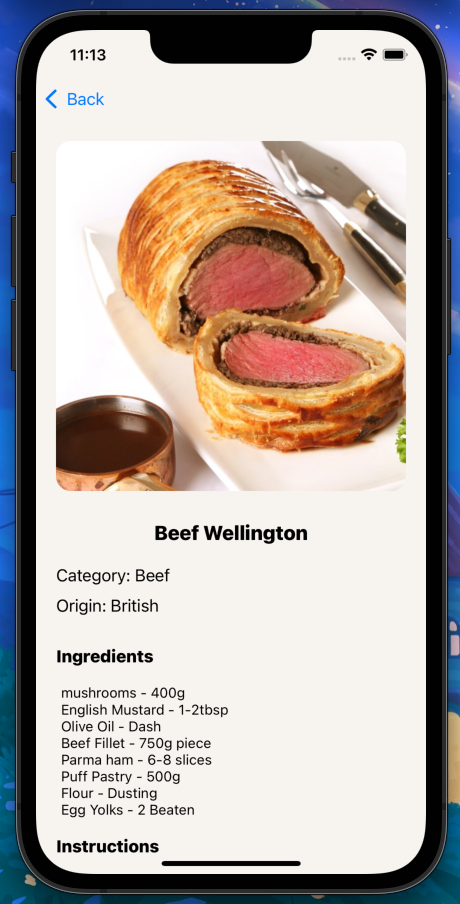 11:13
Back
Beef Wellington
Category: Beef
Origin: British
Ingredients
mushrooms - 400g
English Mustard - 1-2tbsp
Olive Oil - Dash
Beef Fillet - 750g piece
Parma ham - 6-8 slices
Puff Pastry - 500g
Flour - Dusting
Egg Yolks - 2 Beaten
Instructions